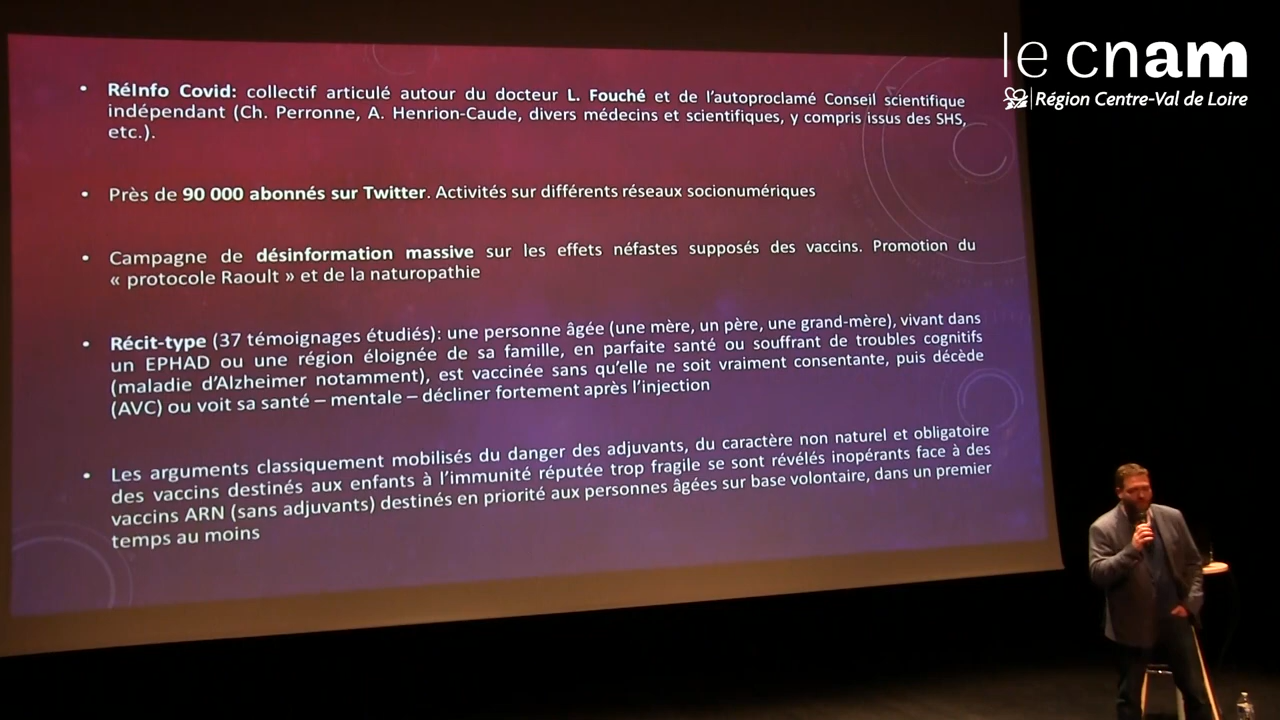 le cnam
Région Centre-Val de Loire
• RéInfo Covid: collectif articulé autour du docteur L. Fouché et de l'autoproclamé Conseil scientifique
indépendant (Ch. Perronne, A. Henrion-Caude, divers médecins et scientifiques, y compris issus des SHS,
etc.).
• Près de 90 000 abonnés sur Twitter. Activités sur différents réseaux socionumériques
• Campagne de désinformation massive sur les effets néfastes supposés des vaccins. Promotion du
« protocole Raoult » et de la naturopathie
• Récit-type (37 témoignages étudiés): une personne âgée (une mère, un père, une grand-mère), vivant dans
un EPHAD ou une région éloignée de sa famille, en parfaite santé ou souffrant de troubles cognitifs
(maladie d'Alzheimer notamment), est vaccinée sans qu'elle ne soit vraiment consentante, puis décède
(AVC) ou voit sa santé – mentale – décliner fortement après l'injection
• Les arguments classiquement mobilisés du danger des adjuvants, du caractère non naturel et obligatoire
des vaccins destinés aux enfants à l'immunité réputée trop fragile se sont révélés inopérants face à des
vaccins ARN (sans adjuvants) destinés en priorité aux personnes âgées sur base volontaire, dans un premier
temps au moins